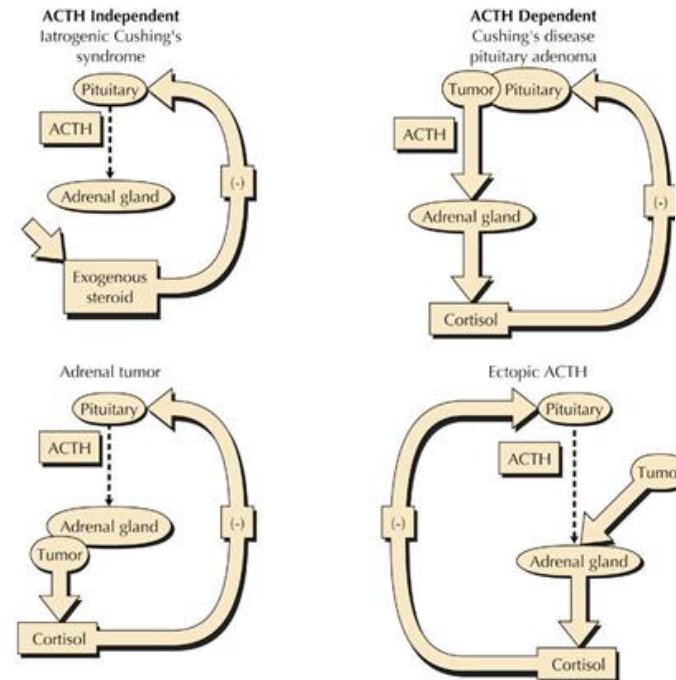 ACTH Independent
Iatrogenic Cushing's
syndrome
Pituitary
ACTH
Adrenal gland
(-)
Exogenous
steroid
ACTH Dependent
Cushing's disease
pituitary adenoma
Tumor
Pituitary
ACTH
Adrenal gland
(-)
Cortisol
Adrenal tumor
Pituitary
ACTH
Adrenal gland
Tumor
(-)
Cortisol
Ectopic ACTH
Pituitary
ACTH
Tumor
(-)
Adrenal gland
Cortisol